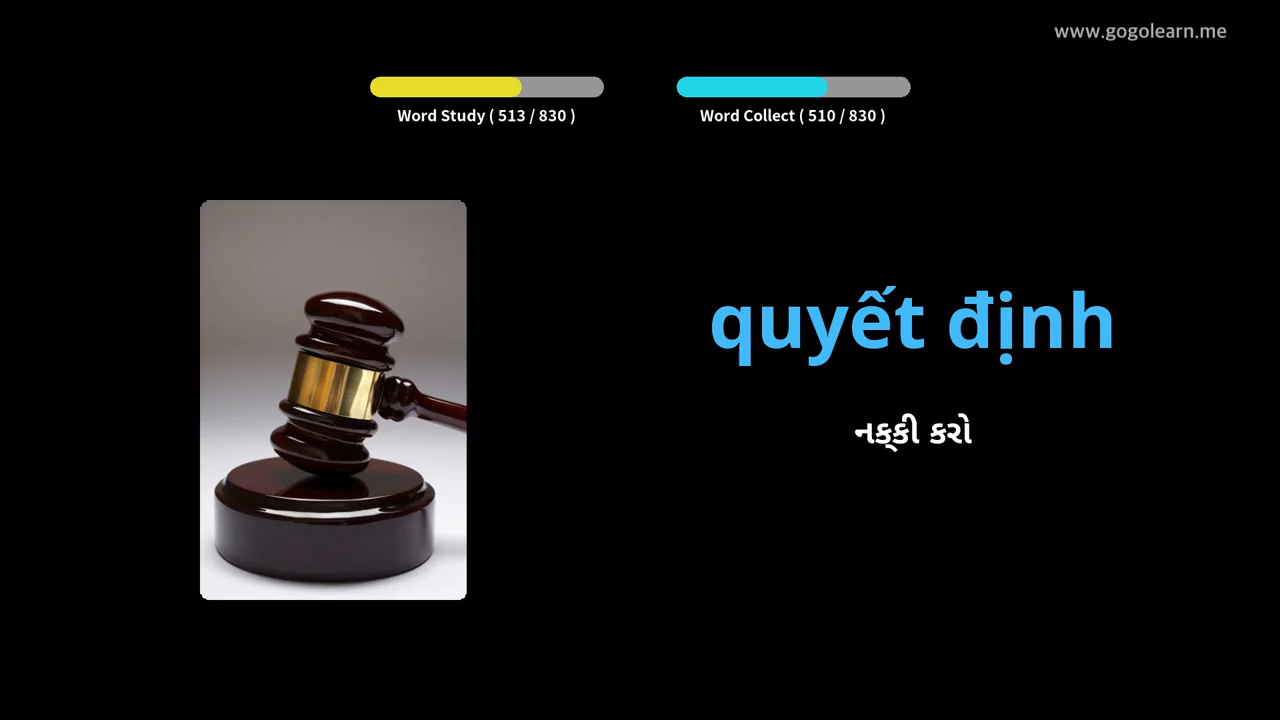 www.gogolearn.me
Word Study ( 513 / 830 )
Word Collect ( 510 / 830 )
quyết định
નક્કી કરો